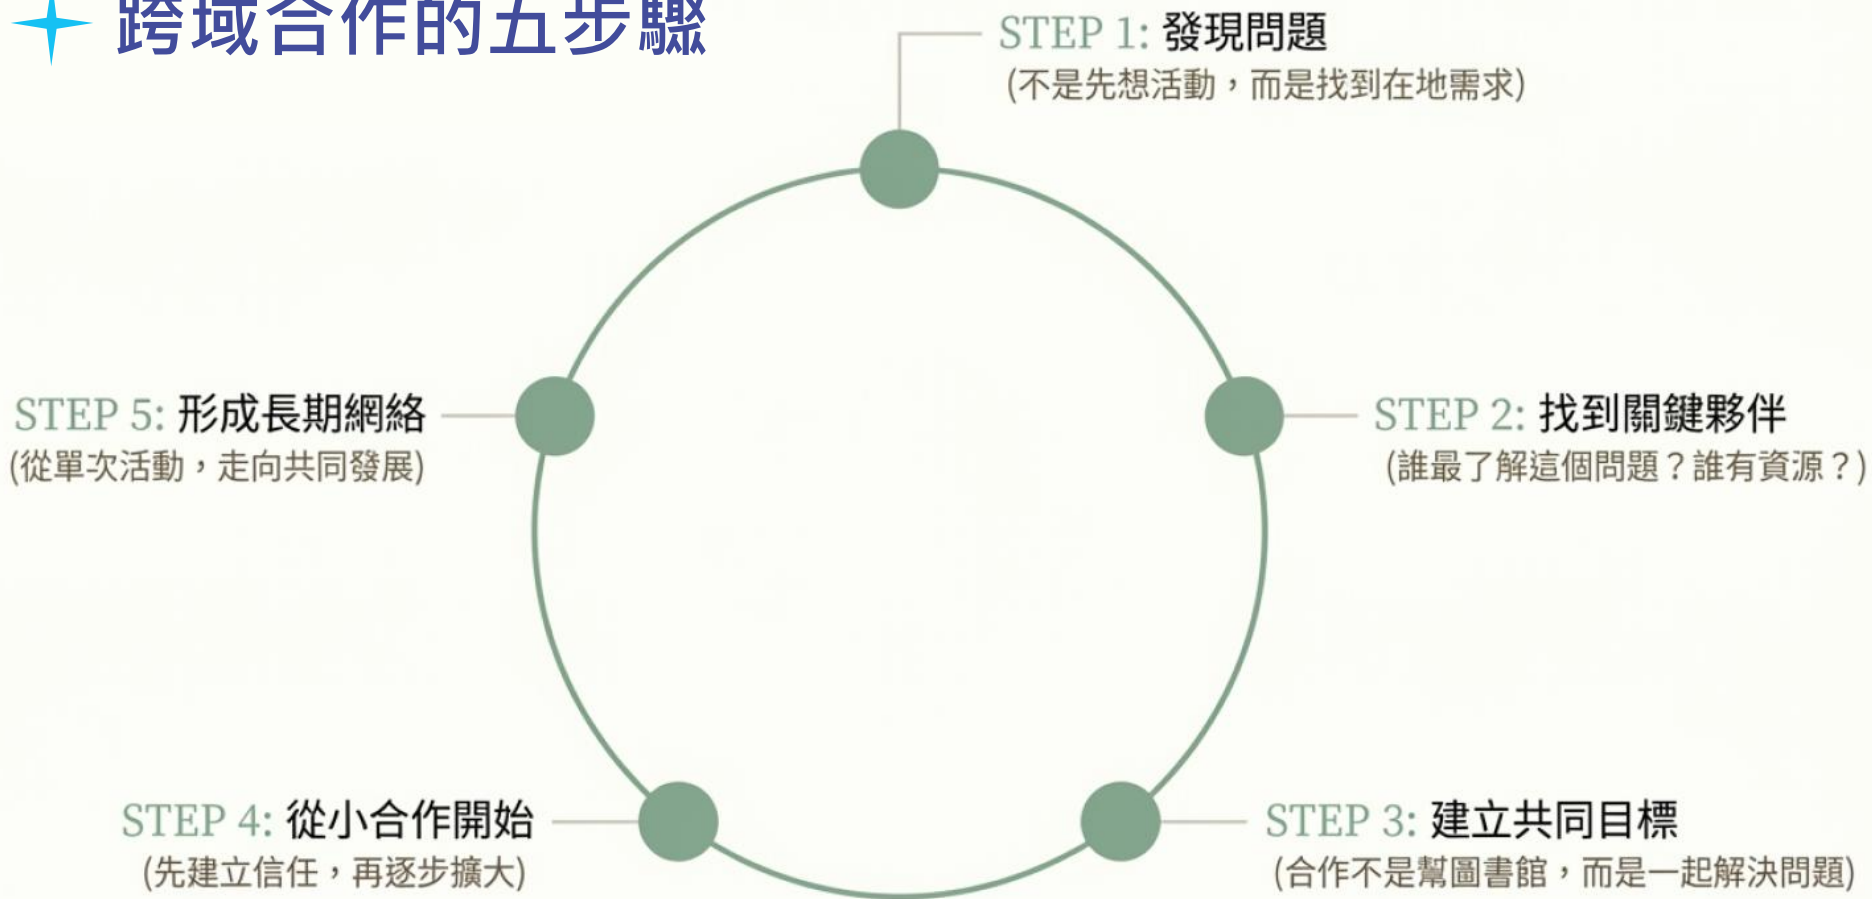 跨域合作的五步驟
STEP 1: 發現問題
(不是先想活動，而是找到在地需求)
STEP 2: 找到關鍵夥伴
(誰最了解這個問題？誰有資源？)
STEP 3: 建立共同目標
(合作不是幫圖書館，而是一起解決問題)
STEP 4: 從小合作開始
(先建立信任，再逐步擴大)
STEP 5: 形成長期網絡
(從單次活動，走向共同發展)